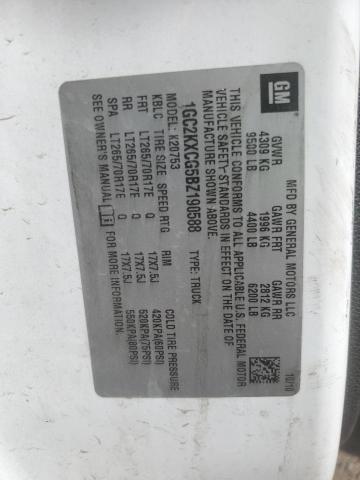 GM
MFD BY GENERAL MOTORS LLC
10/10
GVWR GAWR FRT GAWR RR
4309 KG 1996 KG 2812 KG
9500 LB 4400 LB 6200 LB
THIS VEHICLE CONFORMS TO ALL APPLICABLE U.S. FEDERAL MOTOR
VEHICLE SAFETY STANDARDS IN EFFECT ON THE DATE OF
MANUFACTURE SHOWN ABOVE.
1GC2KXCG5BZ190588 TYPE: TRUCK
MODEL: K20753
KBLC TIRE SIZE SPEED RTG RIM COLD TIRE PRESSURE
FRT LT265/70R17E Q 17X7.5J 420KPA(60PSI)
RR LT265/70R17E Q 17X7.5J 520KPA(75PSI)
SPA LT265/70R17E Q 17X7.5J 550KPA(80PSI)
SEE OWNER'S MANUAL FOR MORE INFORMATION.